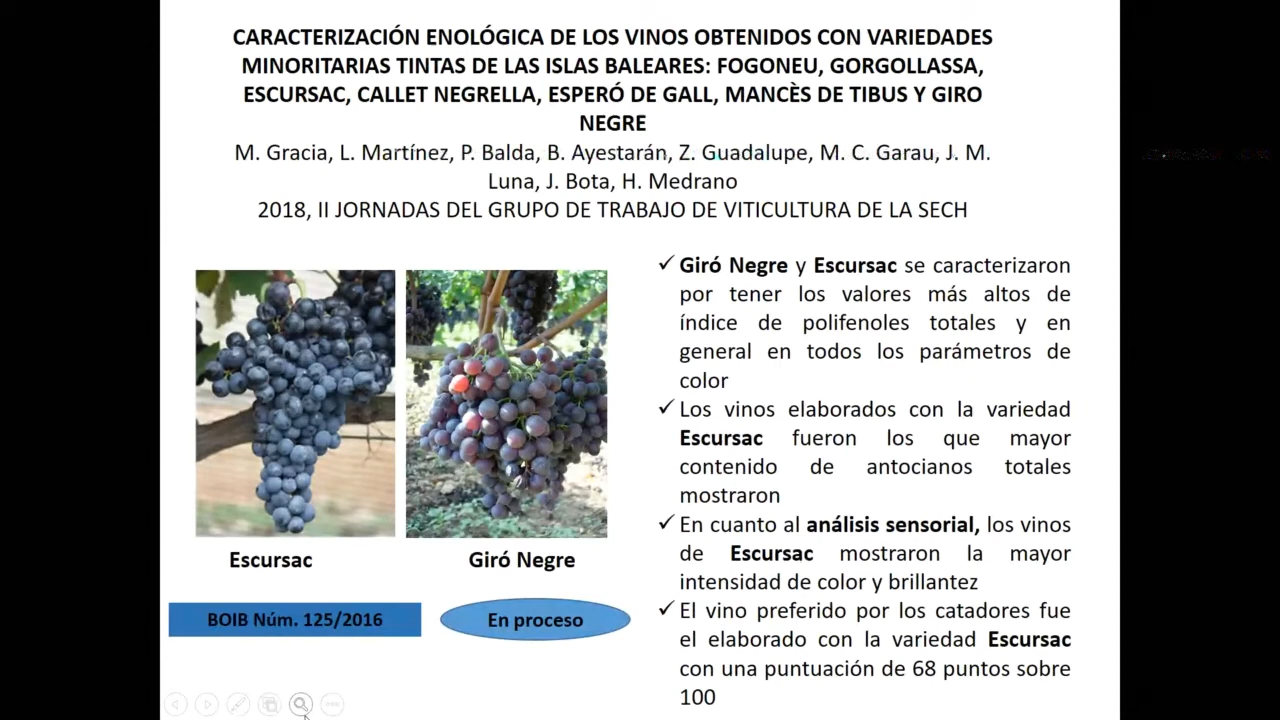 CARACTERIZACIÓN ENOLÓGICA DE LOS VINOS OBTENIDOS CON VARIEDADES
MINORITARIAS TINTAS DE LAS ISLAS BALEARES: FOGONEU, GORGOLLASSA,
ESCURSAC, CALLET NEGRELLA, ESPERÓ DE GALL, MANCÈS DE TIBUS Y GIRO
NEGRE
M. Gracia, L. Martínez, P. Balda, B. Ayestarán, Z. Guadalupe, M. C. Garau, J. M.
Luna, J. Bota, H. Medrano
2018, II JORNADAS DEL GRUPO DE TRABAJO DE VITICULTURA DE LA SECH
✓ Giró Negre y Escursac se caracterizaron
por tener los valores más altos de
índice de polifenoles totales y en
general en todos los parámetros de
color
✓ Los vinos elaborados con la variedad
Escursac fueron los que mayor
contenido de antocianos totales
mostraron
✓ En cuanto al análisis sensorial, los vinos
de Escursac mostraron la mayor
intensidad de color y brillantez
✓ El vino preferido por los catadores fue
el elaborado con la variedad Escursac
con una puntuación de 68 puntos sobre
100
Escursac
Giró Negre
BOIB Núm. 125/2016
En proceso